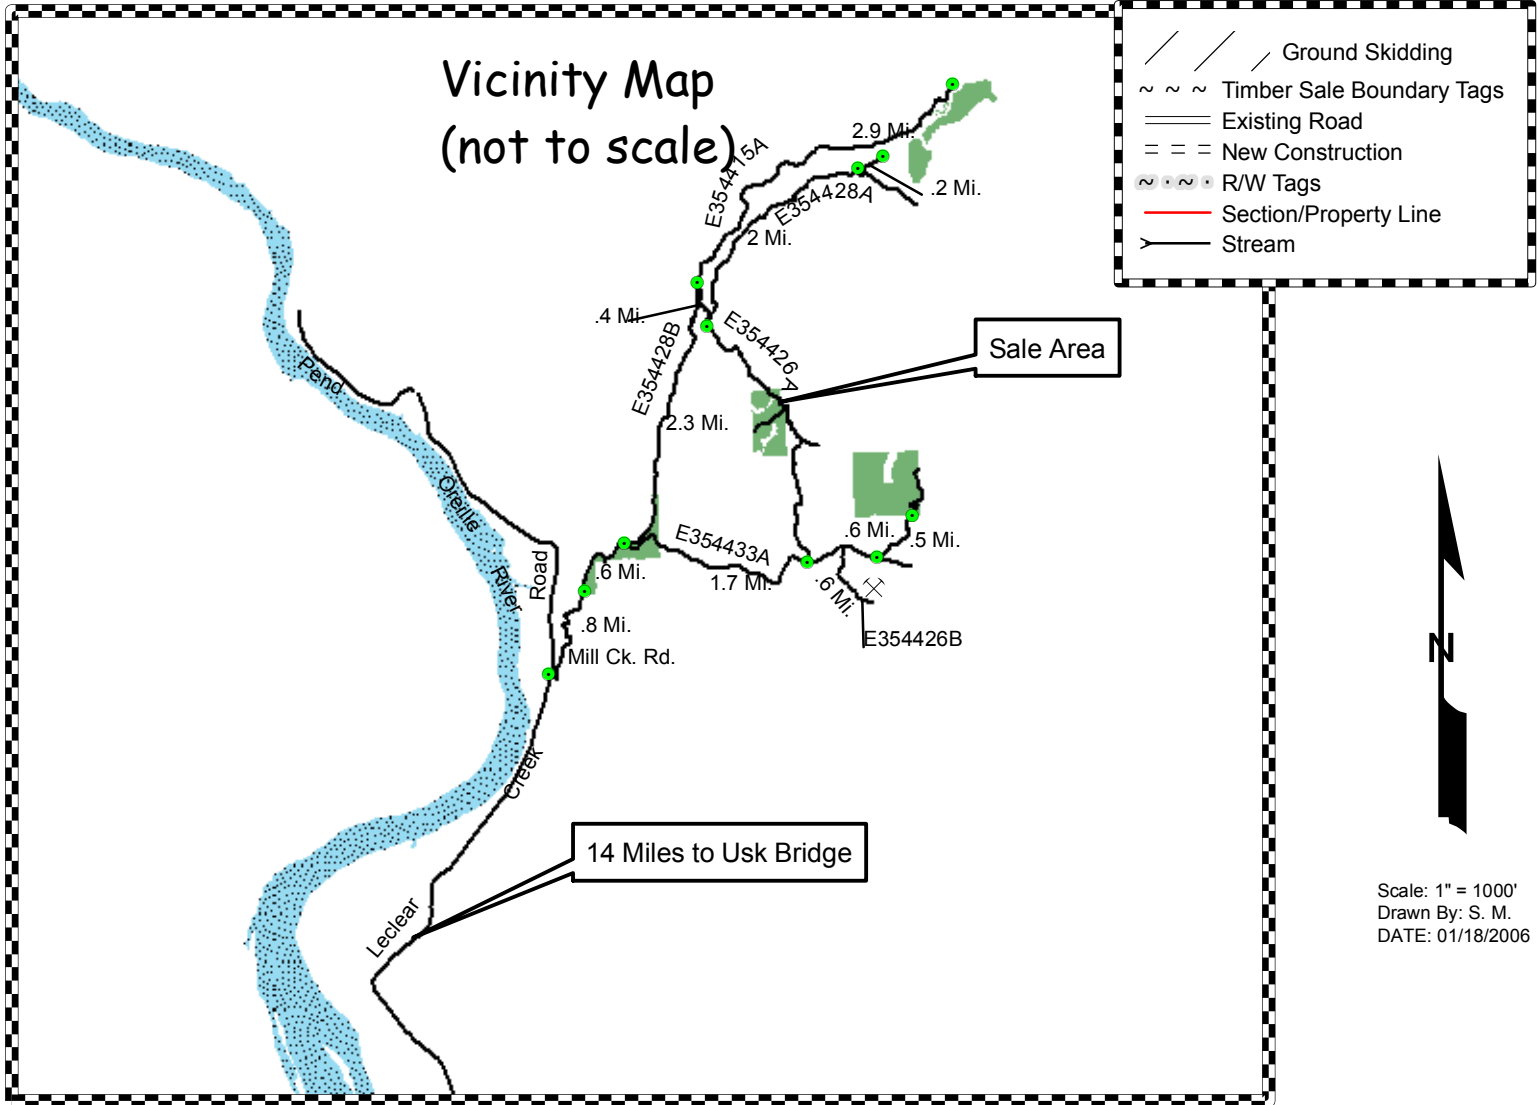 Vicinity Map
(not to scale)
Ground Skidding
Timber Sale Boundary Tags
Existing Road
New Construction
R/W Tags
Section/Property Line
Stream
2.9 Mi.
E354415A
.2 Mi.
E354428A
2 Mi.
.4 Mi.
E354426 A
Sale Area
E354428B
2.3 Mi.
Pend
Oreille
River
Road
E354433A
.6 Mi.
.5 Mi.
.6 Mi.
1.7 Mi.
.6 Mi.
.8 Mi.
E354426B
Mill Ck. Rd.
Creek
14 Miles to Usk Bridge
Leclear
N
Scale: 1" = 1000'
Drawn By: S. M.
DATE: 01/18/2006